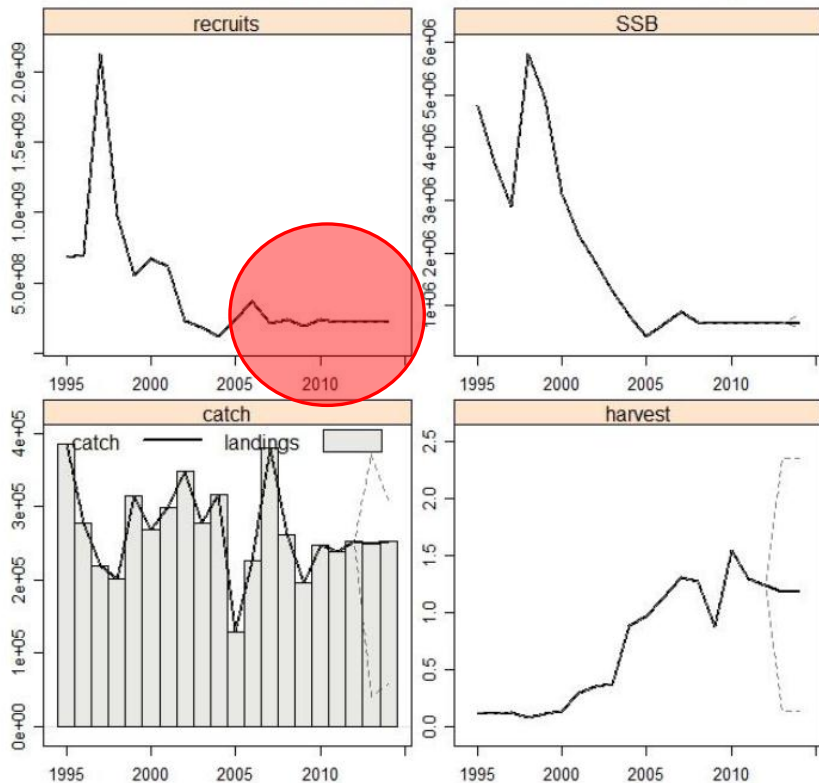 recruits
SSB
2.0e+09
1.5e+09
1.0e+09
5.0e+08
6e+06
5e+06
4e+06
3e+06
2e+06
1e+06
1995 2000 2005 2010
1995 2000 2005 2010
catch
harvest
catch landings
4e+05
3e+05
2e+05
1e+05
0e+00
2.5
2.0
1.5
1.0
0.5
0.0
1995 2000 2005 2010
1995 2000 2005 2010